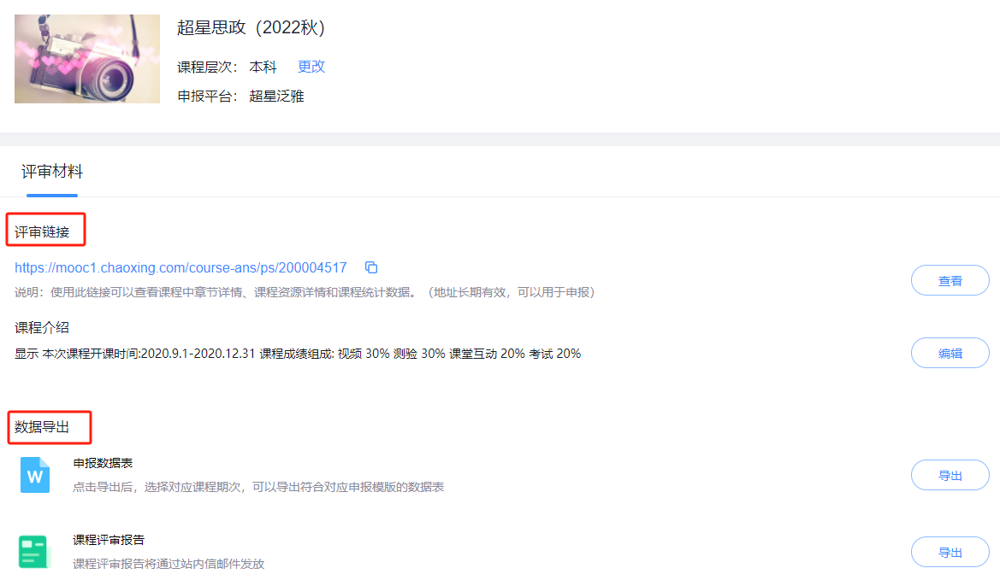 超星思政（2022秋）
课程层次： 本科 更改
申报平台： 超星泛雅
评审材料
评审链接
https://mooc1.chaoxing.com/course-ans/ps/200004517
说明：使用此链接可以查看课程中章节详情、课程资源详情和课程统计数据。（地址长期有效，可以用于申报）
查看
课程介绍
显示 本次课程开课时间:2020.9.1-2020.12.31 课程成绩组成: 视频 30% 测验 30% 课堂互动 20% 考试 20%
编辑
数据导出
W
申报数据表
点击导出后，选择对应课程期次，可以导出符合对应申报模版的数据表
导出
课程评审报告
课程评审报告将通过站内信邮件发放
导出